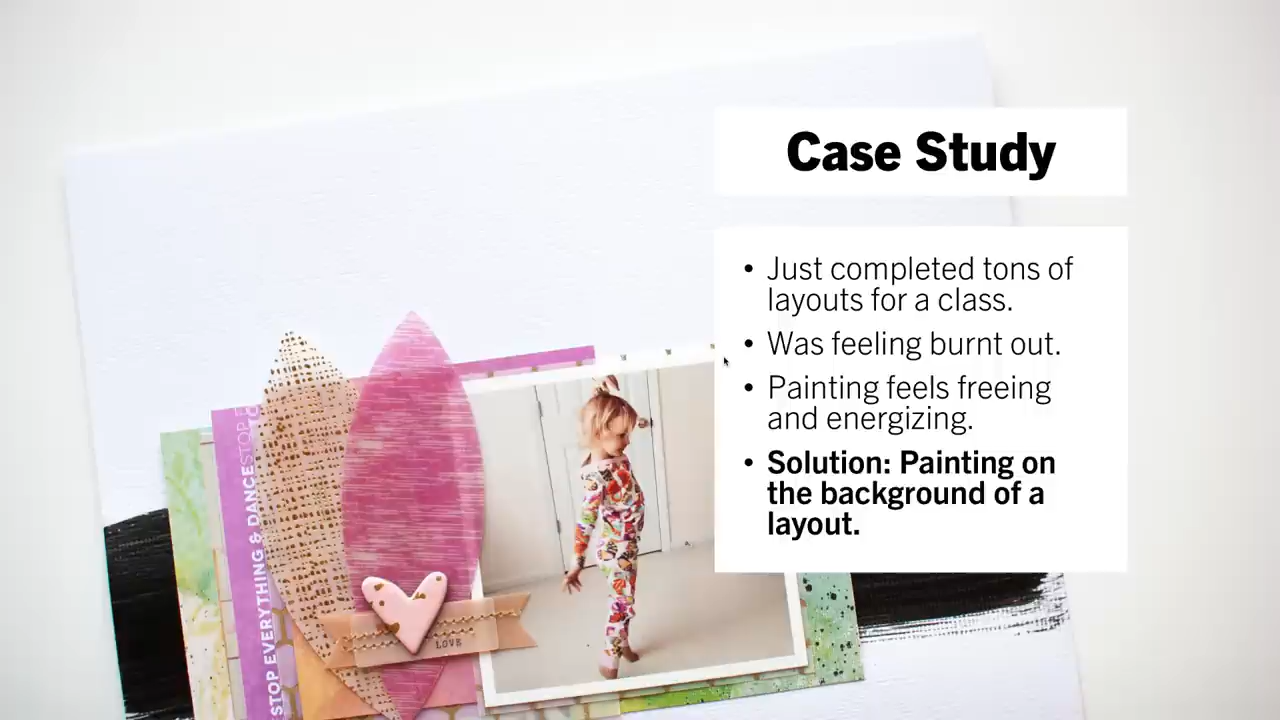 Case Study
• Just completed tons of
layouts for a class.
• Was feeling burnt out.
• Painting feels freeing
and energizing.
• Solution: Painting on
the background of a
layout.
STOP EVERYTHING & DANCE STOP E
LOVE